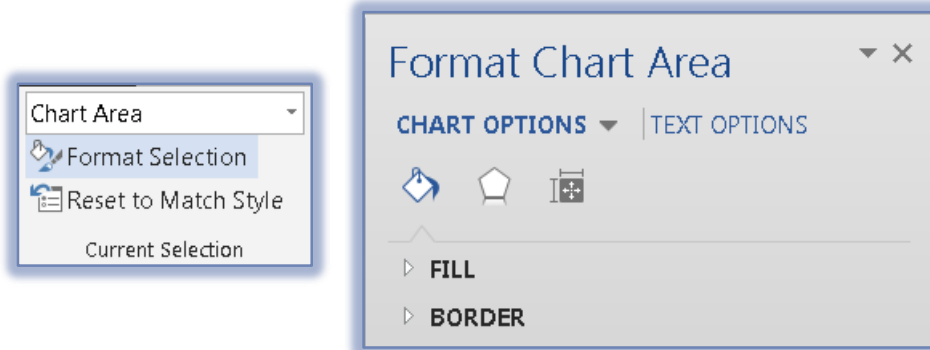 Chart Area
Format Selection
Reset to Match Style
Current Selection
Format Chart Area
CHART OPTIONS TEXT OPTIONS
FILL
BORDER